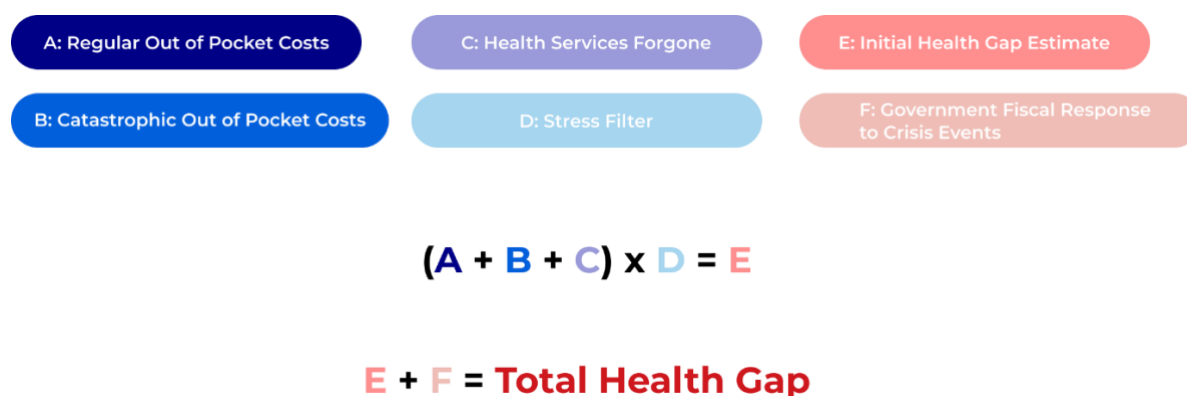 A: Regular Out of Pocket Costs
C: Health Services Forgone
E: Initial Health Gap Estimate
B: Catastrophic Out of Pocket Costs
D: Stress Filter
F: Government Fiscal Response
to Crisis Events
(A + B + C) x D = E
E + F = Total Health Gap